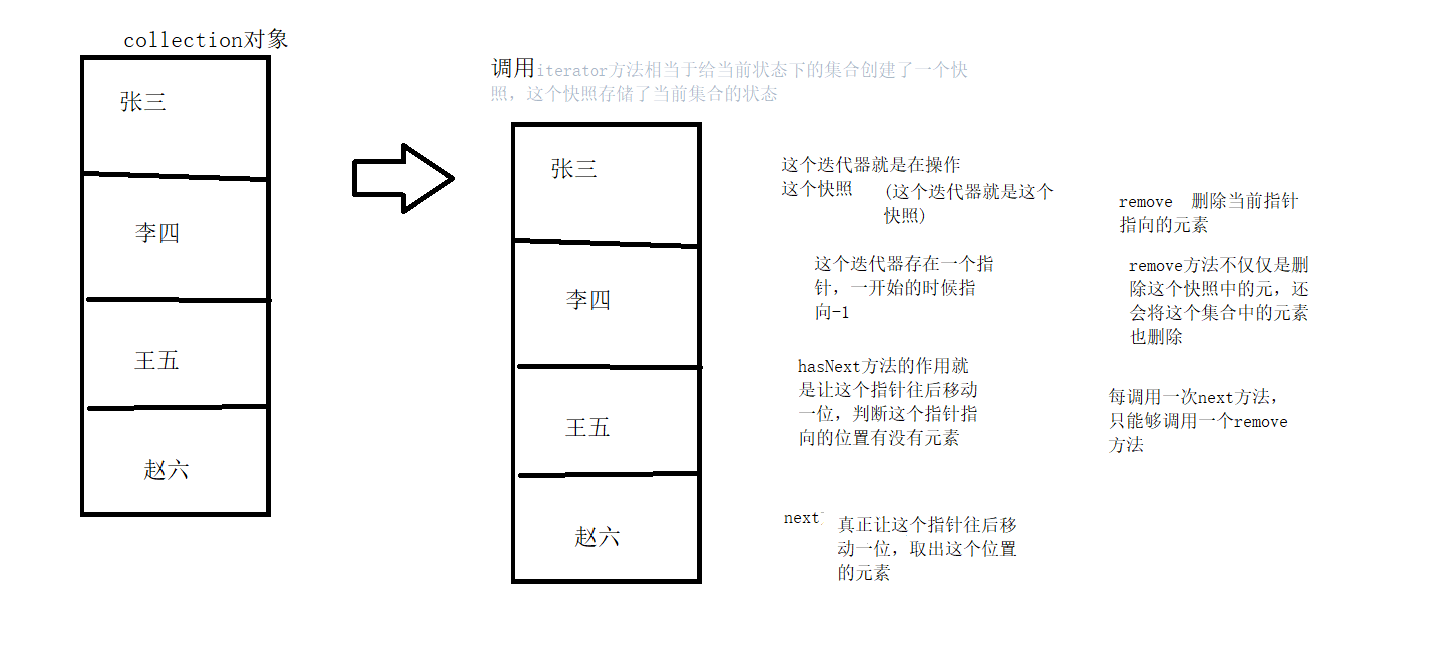 collection对象
张三
李四
王五
赵六
调用iterator方法相当于给当前状态下的集合创建了一个快
照，这个快照存储了当前集合的状态
张三
李四
王五
赵六
这个迭代器就是在操作
这个快照
(这个迭代器就是这个
快照)
这个迭代器存在一个指
针，一开始的时候指
向-1
hasNext方法的作用就
是让这个指针往后移动
一位，判断这个指针指
向的位置有没有元素
next
真正让这个指针往后移
动一位，取出这个位置
的元素
remove 删除当前指针
指向的元素
remove方法不仅仅是删
除这个快照中的元，还
会将这个集合中的元素
也删除
每调用一次next方法，
只能够调用一个remove
方法